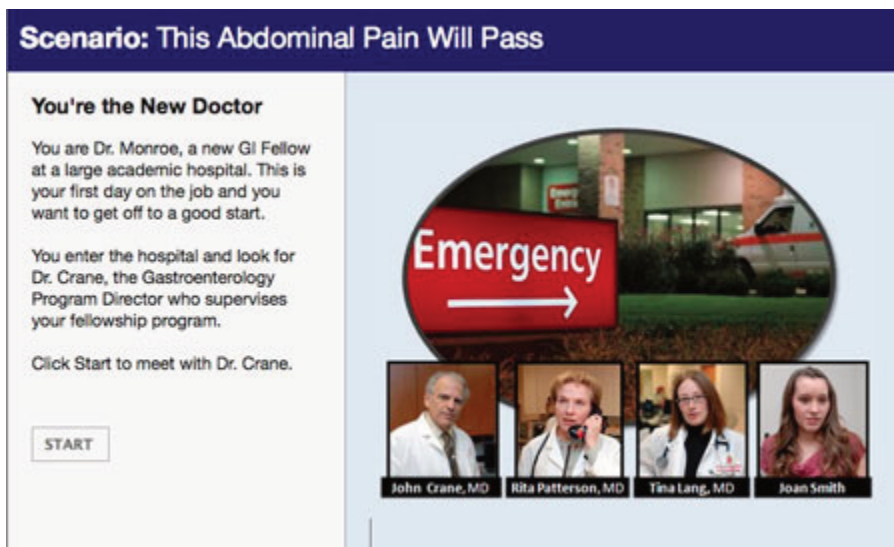 Scenario: This Abdominal Pain Will Pass
You're the New Doctor
You are Dr. Monroe, a new GI Fellow
at a large academic hospital. This is
your first day on the job and you
want to get off to a good start.
You enter the hospital and look for
Dr. Crane, the Gastroenterology
Program Director who supervises
your fellowship program.
Click Start to meet with Dr. Crane.
START
Emergency
John Crane, MD
Rita Patterson, MD
Tina Lang, MD
Joan Smith